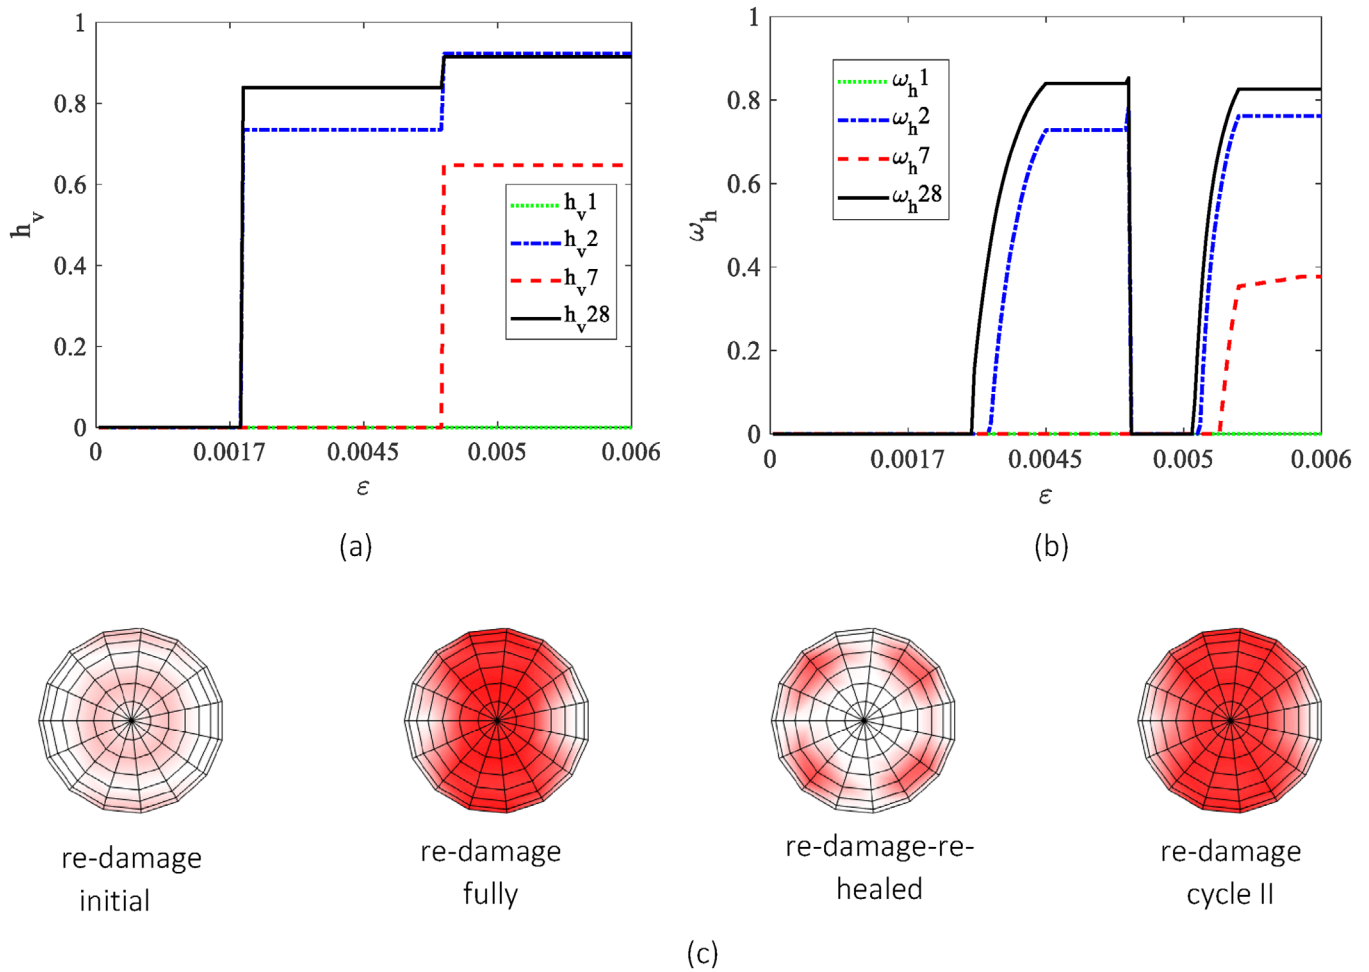 1
0.8
0.6
0.4
0.2
0
h_v
h_v1
h_v2
h_v7
h_v28
0 0.0017 0.0045 0.005 0.006
ε
(a)
1
0.8
0.6
0.4
0.2
0
ω_h
ω_h1
ω_h2
ω_h7
ω_h28
0 0.0017 0.0045 0.005 0.006
ε
(b)
re-damage
initial
re-damage
fully
re-damage-re-
healed
re-damage
cycle II
(c)